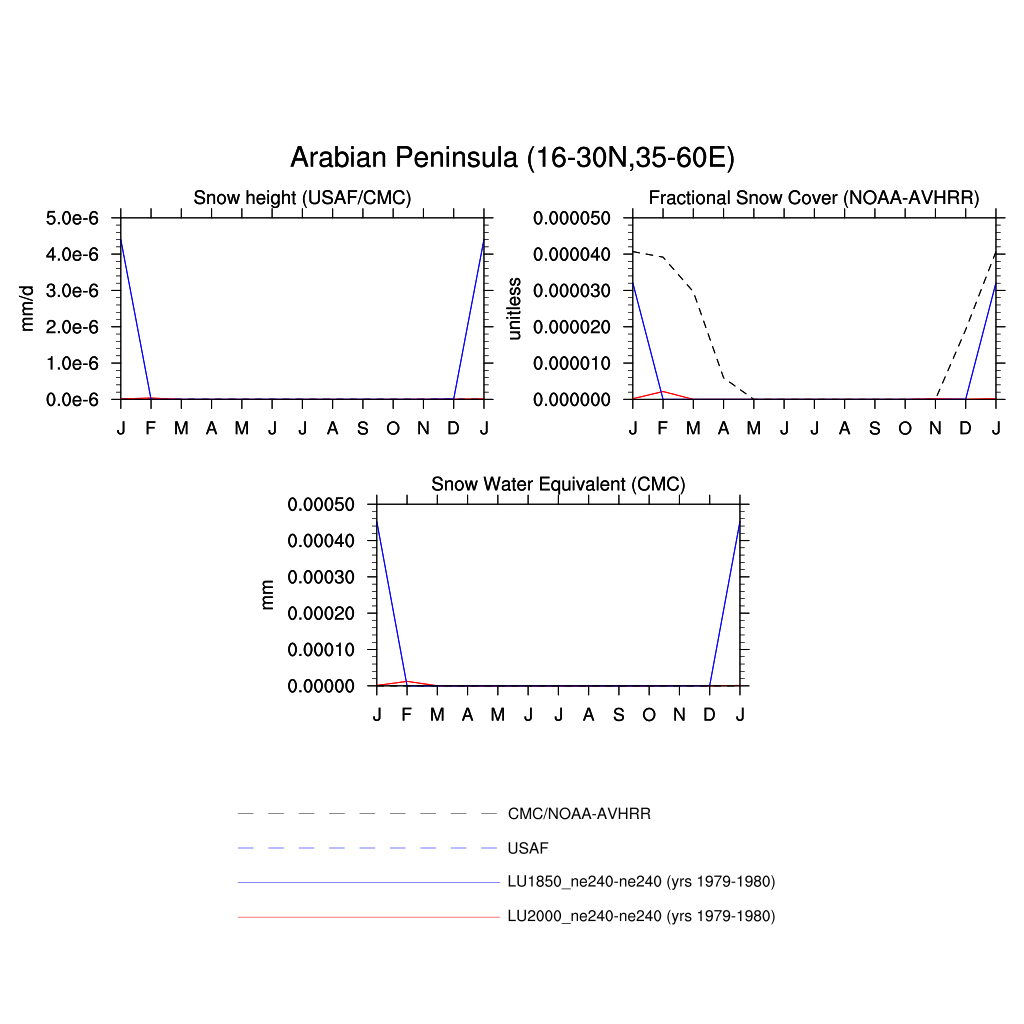 Arabian Peninsula (16-30N,35-60E)
Snow height (USAF/CMC)
5.0e-6
4.0e-6
3.0e-6
2.0e-6
1.0e-6
0.0e-6
mm/d
J F M A M J J A S O N D J
Fractional Snow Cover (NOAA-AVHRR)
0.000050
0.000040
0.000030
0.000020
0.000010
0.000000
unitless
J F M A M J J A S O N D J
Snow Water Equivalent (CMC)
0.00050
0.00040
0.00030
0.00020
0.00010
0.00000
mm
J F M A M J J A S O N D J
CMC/NOAA-AVHRR
USAF
LU1850_ne240-ne240 (yrs 1979-1980)
LU2000_ne240-ne240 (yrs 1979-1980)